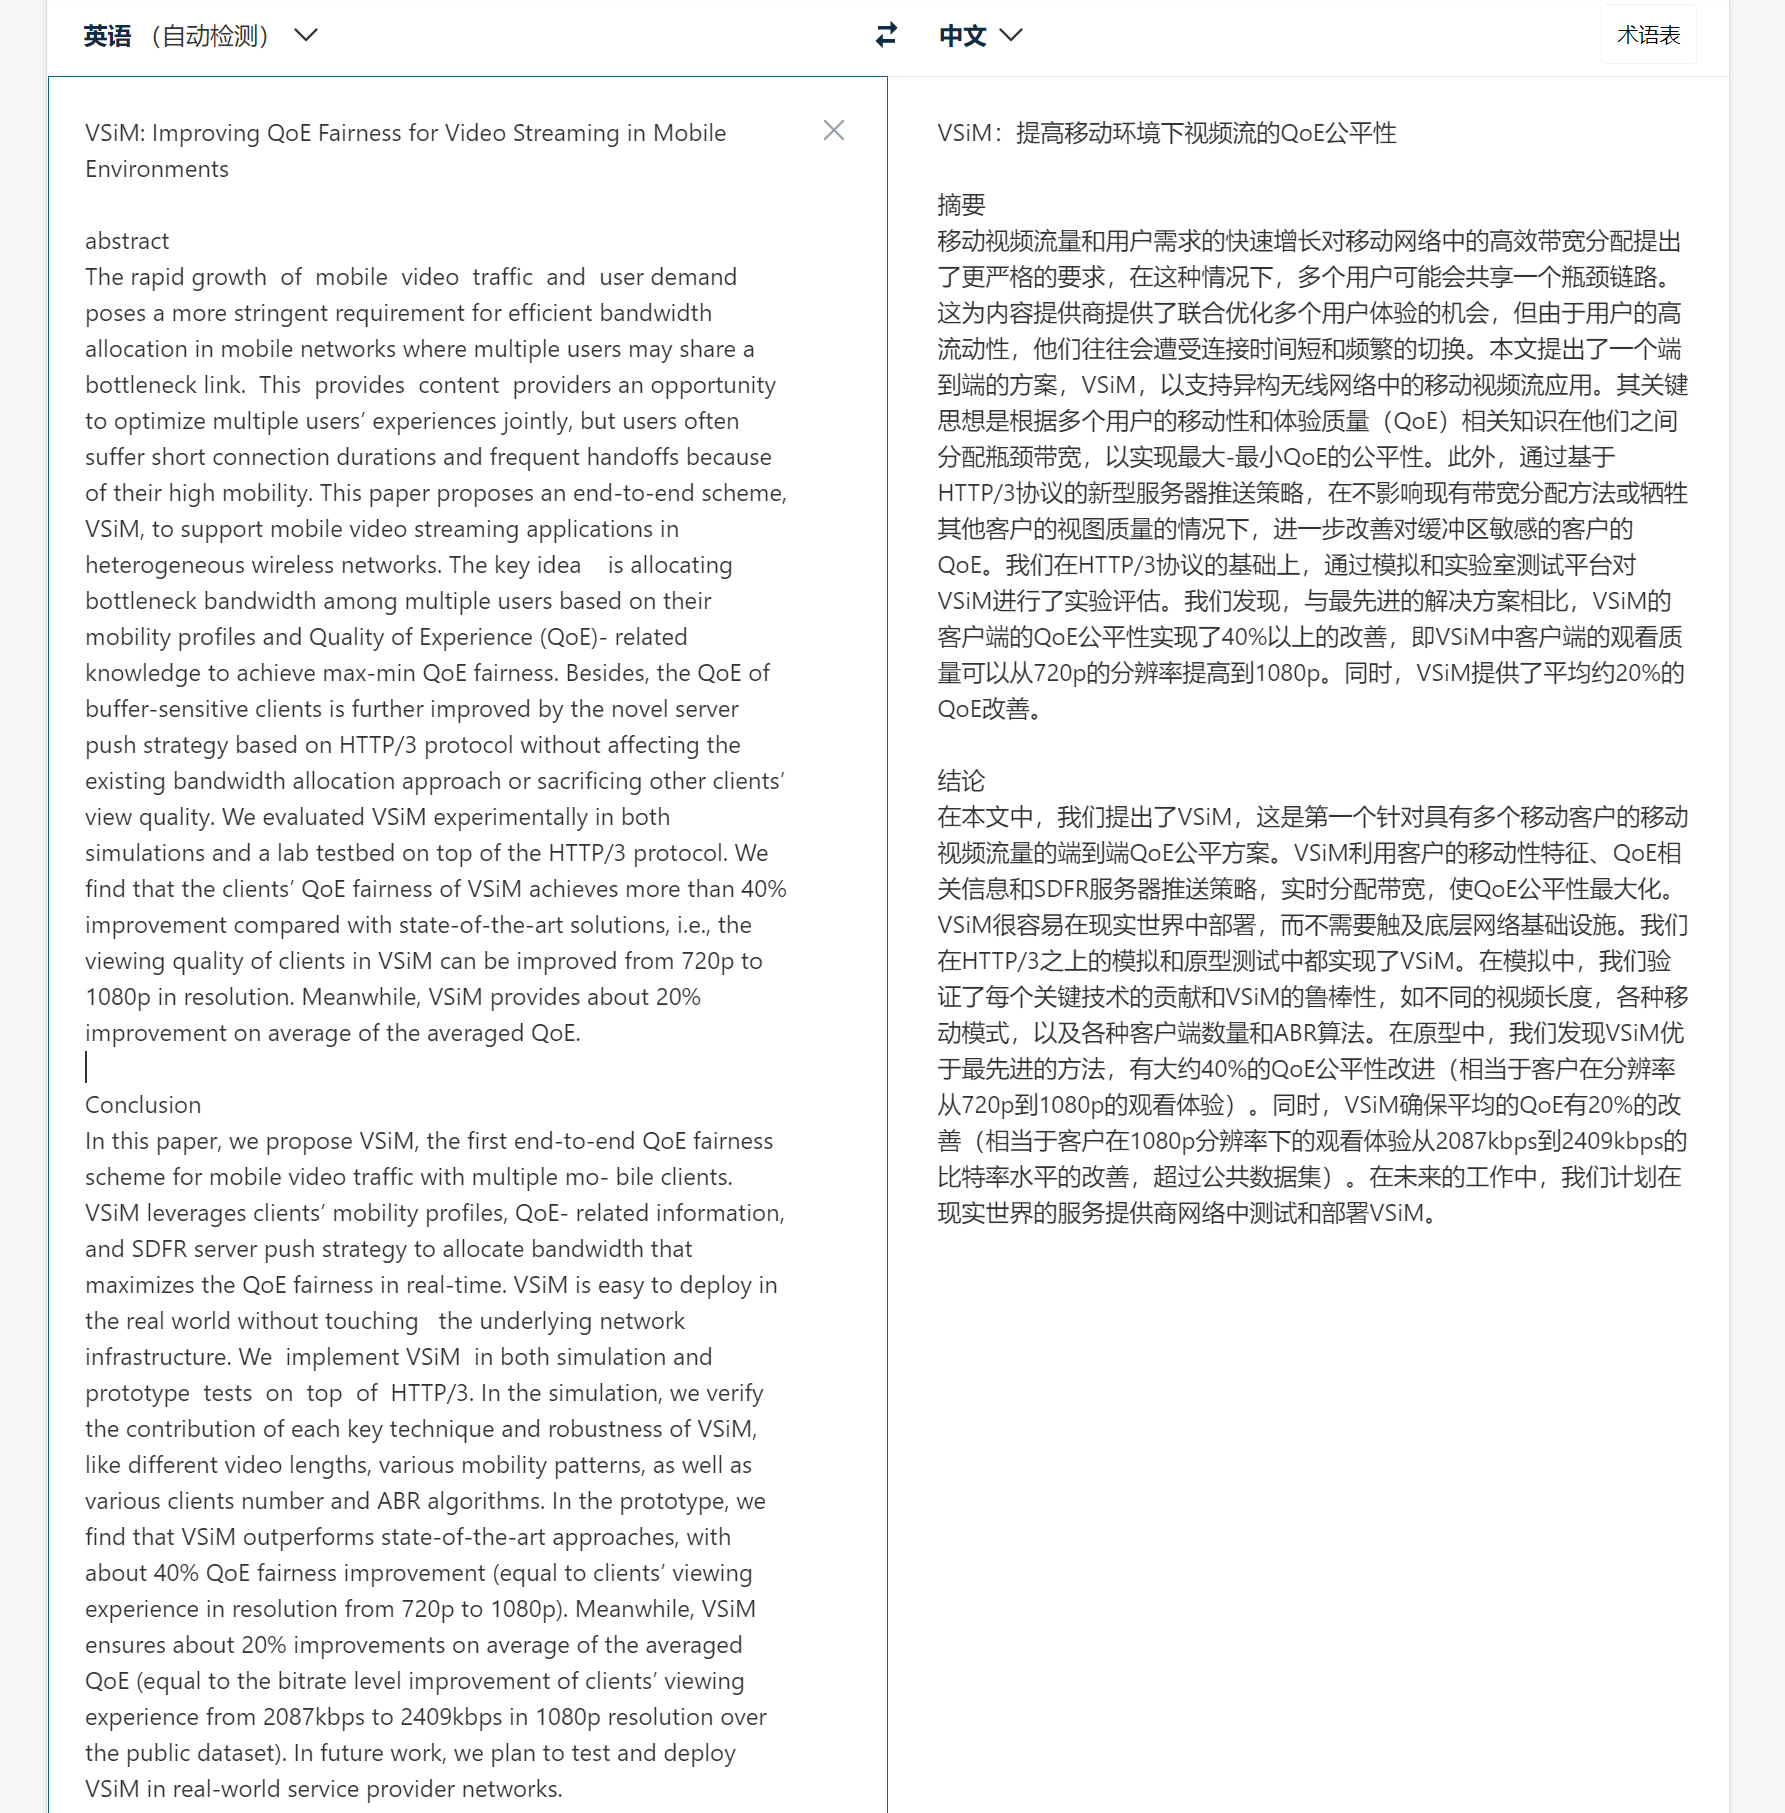 英语 （自动检测）
中文
术语表
VSiM: Improving QoE Fairness for Video Streaming in Mobile
Environments
abstract
The rapid growth  of  mobile  video  traffic  and  user demand
poses a more stringent requirement for efficient bandwidth
allocation in mobile networks where multiple users may share a
bottleneck link.  This  provides  content  providers an opportunity
to optimize multiple users’ experiences jointly, but users often
suffer short connection durations and frequent handoffs because
of their high mobility. This paper proposes an end-to-end scheme,
VSiM, to support mobile video streaming applications in
heterogeneous wireless networks. The key idea    is allocating
bottleneck bandwidth among multiple users based on their
mobility profiles and Quality of Experience (QoE)- related
knowledge to achieve max-min QoE fairness. Besides, the QoE of
buffer-sensitive clients is further improved by the novel server
push strategy based on HTTP/3 protocol without affecting the
existing bandwidth allocation approach or sacrificing other clients’
view quality. We evaluated VSiM experimentally in both
simulations and a lab testbed on top of the HTTP/3 protocol. We
find that the clients’ QoE fairness of VSiM achieves more than 40%
improvement compared with state-of-the-art solutions, i.e., the
viewing quality of clients in VSiM can be improved from 720p to
1080p in resolution. Meanwhile, VSiM provides about 20%
improvement on average of the averaged QoE.
Conclusion
In this paper, we propose VSiM, the first end-to-end QoE fairness
scheme for mobile video traffic with multiple mo- bile clients.
VSiM leverages clients’ mobility profiles, QoE- related information,
and SDFR server push strategy to allocate bandwidth that
maximizes the QoE fairness in real-time. VSiM is easy to deploy in
the real world without touching   the underlying network
infrastructure. We  implement VSiM  in both simulation and
prototype  tests  on  top  of  HTTP/3. In the simulation, we verify
the contribution of each key technique and robustness of VSiM,
like different video lengths, various mobility patterns, as well as
various clients number and ABR algorithms. In the prototype, we
find that VSiM outperforms state-of-the-art approaches, with
about 40% QoE fairness improvement (equal to clients’ viewing
experience in resolution from 720p to 1080p). Meanwhile, VSiM
ensures about 20% improvements on average of the averaged
QoE (equal to the bitrate level improvement of clients’ viewing
experience from 2087kbps to 2409kbps in 1080p resolution over
the public dataset). In future work, we plan to test and deploy
VSiM in real-world service provider networks.
VSiM：提高移动环境下视频流的QoE公平性
摘要
移动视频流量和用户需求的快速增长对移动网络中的高效带宽分配提出
了更严格的要求，在这种情况下，多个用户可能会共享一个瓶颈链路。
这为内容提供商提供了联合优化多个用户体验的机会，但由于用户的高
流动性，他们往往会遭受连接时间短和频繁的切换。本文提出了一个端
到端的方案，VSiM，以支持异构无线网络中的移动视频流应用。其关键
思想是根据多个用户的移动性和体验质量（QoE）相关知识在他们之间
分配瓶颈带宽，以实现最大-最小QoE的公平性。此外，通过基于
HTTP/3协议的新型服务器推送策略，在不影响现有带宽分配方法或牺牲
其他客户的视图质量的情况下，进一步改善对缓冲区敏感的客户的
QoE。我们在HTTP/3协议的基础上，通过模拟和实验室测试平台对
VSiM进行了实验评估。我们发现，与最先进的解决方案相比，VSiM的
客户端的QoE公平性实现了40%以上的改善，即VSiM中客户端的观看质
量可以从720p的分辨率提高到1080p。同时，VSiM提供了平均约20%的
QoE改善。
结论
在本文中，我们提出了VSiM，这是第一个针对具有多个移动客户的移动
视频流量的端到端QoE公平方案。VSiM利用客户的移动性特征、QoE相
关信息和SDFR服务器推送策略，实时分配带宽，使QoE公平性最大化。
VSiM很容易在现实世界中部署，而不需要触及底层网络基础设施。我们
在HTTP/3之上的模拟和原型测试中都实现了VSiM。在模拟中，我们验
证了每个关键技术的贡献和VSiM的鲁棒性，如不同的视频长度，各种移
动模式，以及各种客户端数量和ABR算法。在原型中，我们发现VSiM优
于最先进的方法，有大约40%的QoE公平性改进（相当于客户在分辨率
从720p到1080p的观看体验）。同时，VSiM确保平均的QoE有20%的改
善（相当于客户在1080p分辨率下的观看体验从2087kbps到2409kbps的
比特率水平的改善，超过公共数据集）。在未来的工作中，我们计划在
现实世界的服务提供商网络中测试和部署VSiM。